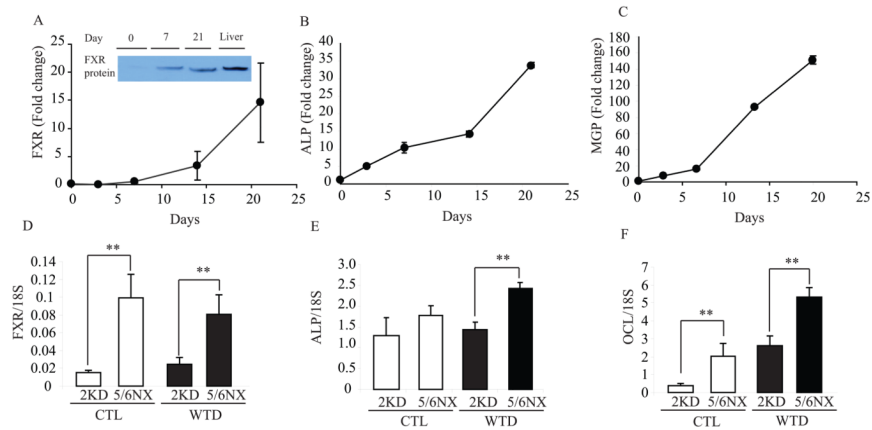 A
Day 0 7 21 Liver
FXR
protein
FXR (Fold change)
25
20
15
10
5
0
0 5 10 15 20 25
Days
B
ALP (Fold change)
40
35
30
25
20
15
10
5
0
0 5 10 15 20 25
Days
C
MGP (Fold change)
180
160
140
120
100
80
60
40
20
0
0 5 10 15 20 25
Days
D
FXR/18S
0.14
0.12
0.1
0.08
0.06
0.04
0.02
0
**
**
2KD 5/6NX 2KD 5/6NX
CTL WTD
E
ALP/18S
3.0
2.5
2.0
1.5
1.0
0.5
0
**
2KD 5/6NX 2KD 5/6NX
CTL WTD
F
OCL/18S
7
6
5
4
3
2
1
0
**
**
2KD 5/6NX 2KD 5/6NX
CTL WTD